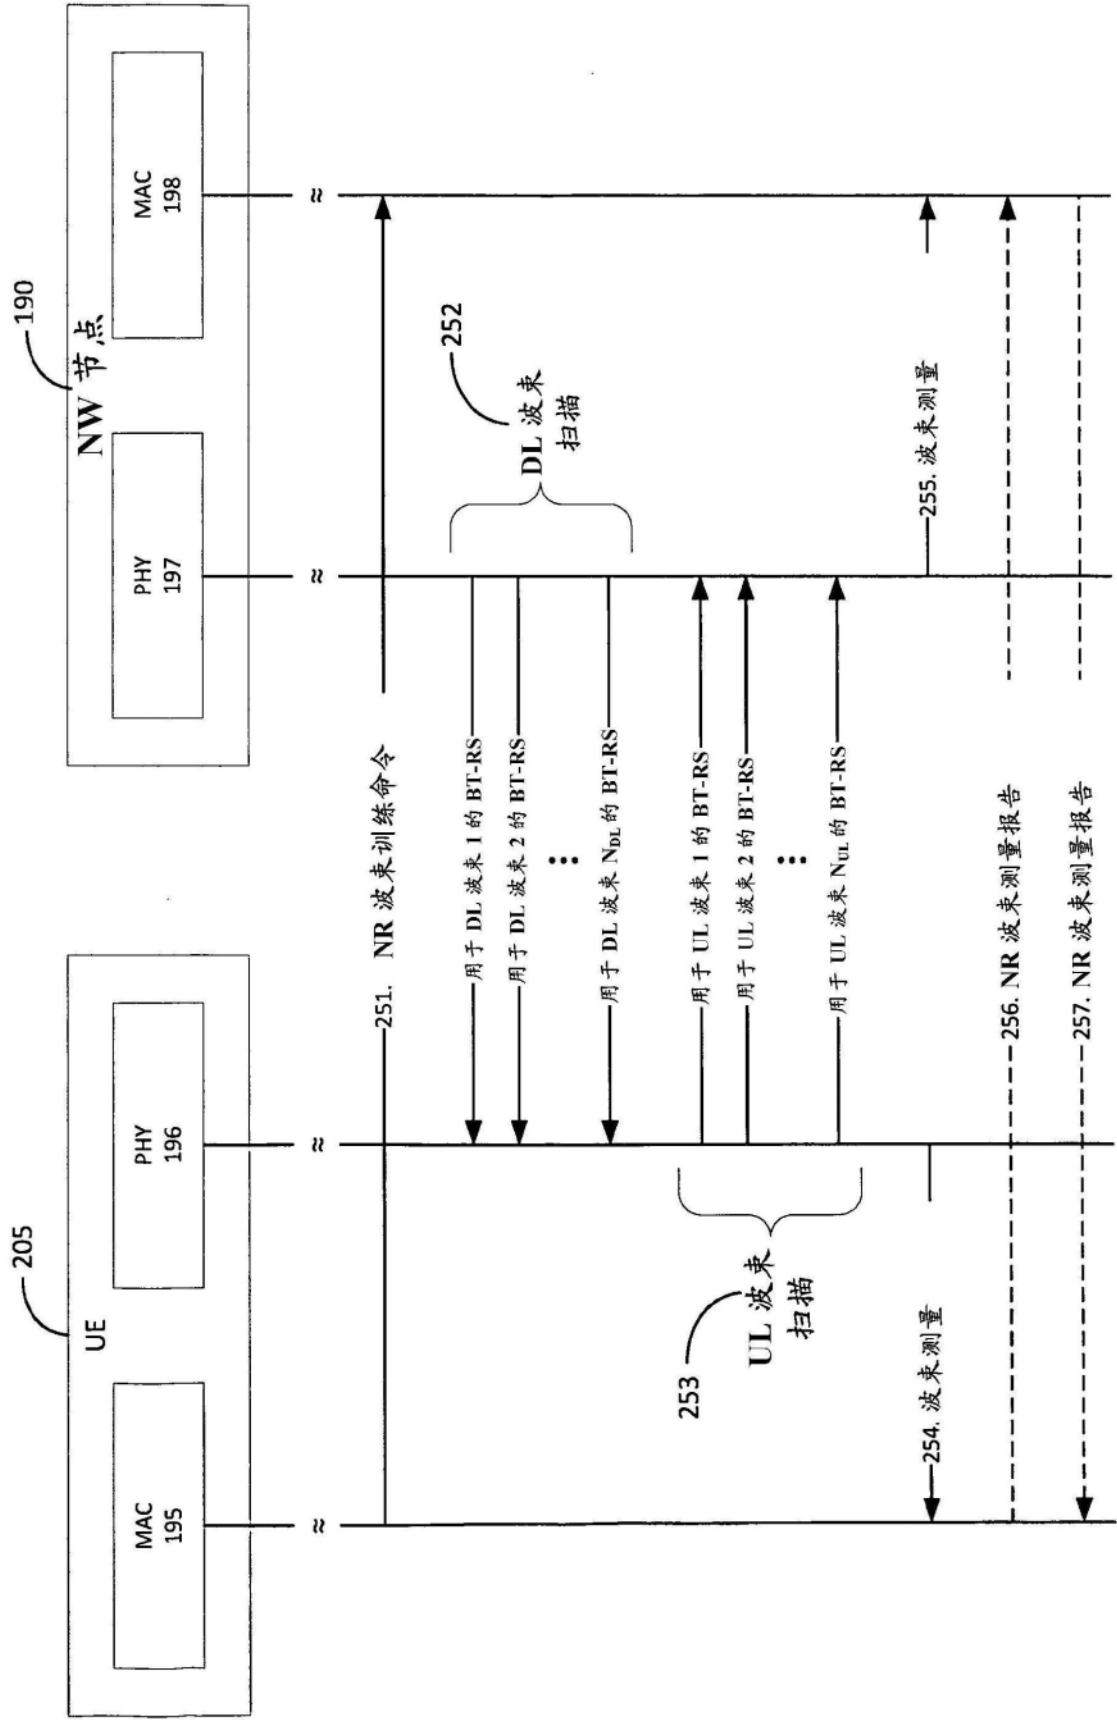 205
190
UE
NW 节点
MAC
195
PHY
196
PHY
197
MAC
198
251. NR 波束训练命令
用于 DL 波束 1 的 BT-RS
用于 DL 波束 2 的 BT-RS
用于 DL 波束 NDL 的 BT-RS
DL 波束
扫描
252
用于 UL 波束 1 的 BT-RS
用于 UL 波束 2 的 BT-RS
用于 UL 波束 NUL 的 BT-RS
253
UL 波束
扫描
254. 波束测量
255. 波束测量
256. NR 波束测量报告
257. NR 波束测量报告